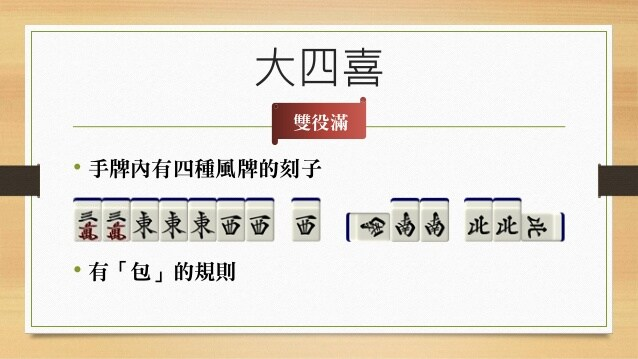 大四喜
雙役滿
• 手牌內有四種風牌的刻子
三萬 三萬 東 東 東 西 西 西 南 南 北 北 北
• 有「包」的規則